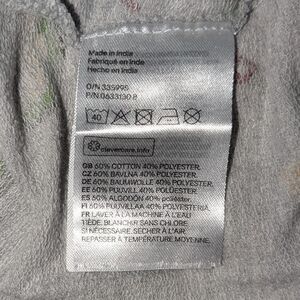 Made in India
Fabriqué en Inde
Hecho en India
O/N 335995
P/N 0633130 P
40
clevercare.info
GB 60% COTTON 40% POLYESTER.
CZ 60% BAVLNA 40% POLYESTER.
DE 60% BAUMWOLLE 40% POLYESTER.
EE 60% PUUVILL 40% POLÜESTER.
ES 60% ALGODÓN 40% POLIÉSTER.
FI 60% PUUVILLAA 40% POLYESTERIA.
FR LAVER À LA MACHINE À L'EAU
TIÈDE. BLANCHIR SANS CHLORE
SI NÉCESSAIRE. SÉCHER À L'AIR
REPASSER À TEMPÉRATURE MOYENNE.